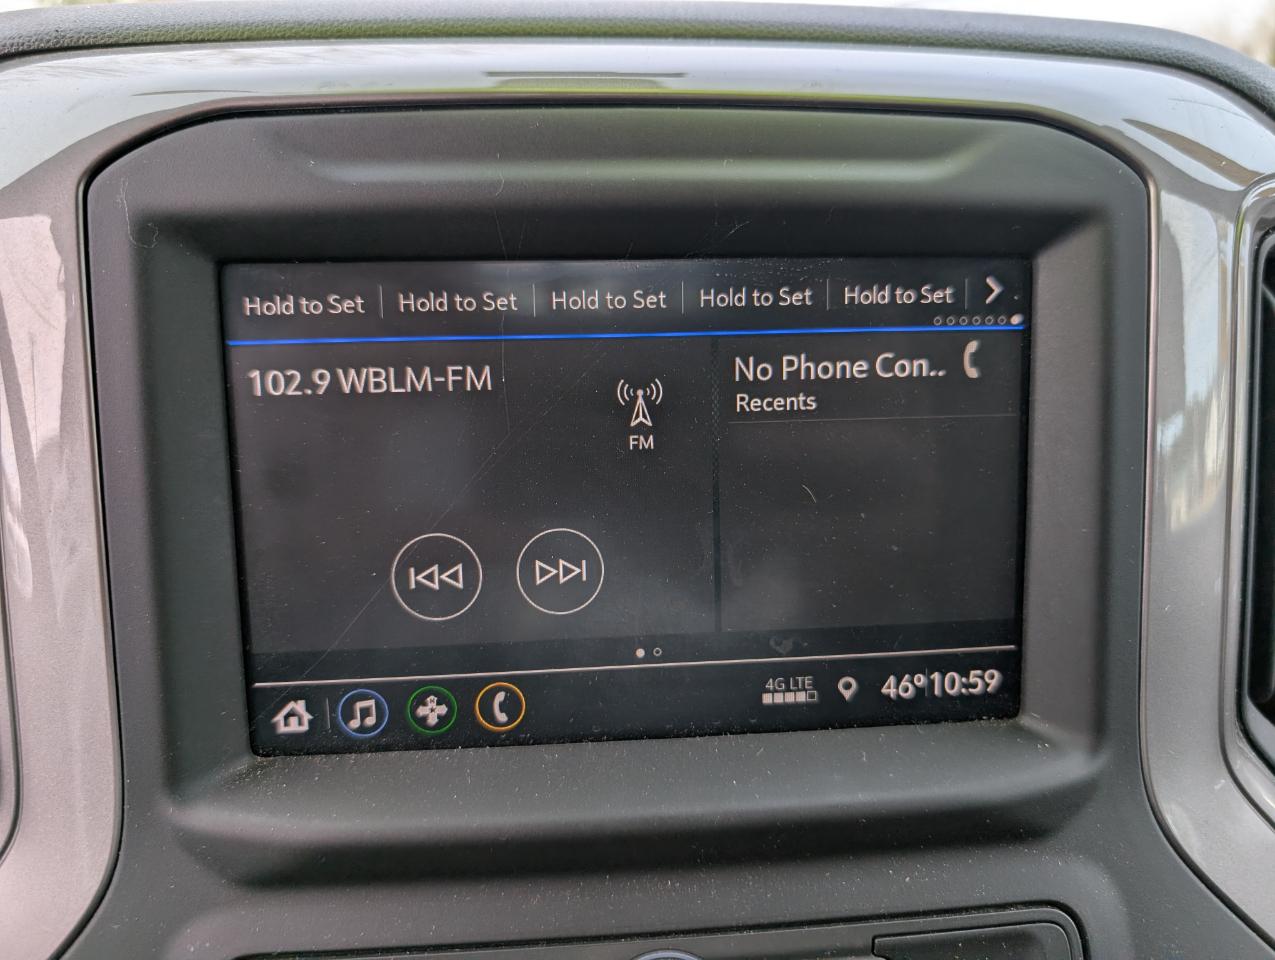 Hold to Set Hold to Set Hold to Set Hold to Set Hold to Set
102.9 WBLM-FM
FM
No Phone Con..
Recents
4G LTE
46° 10:59